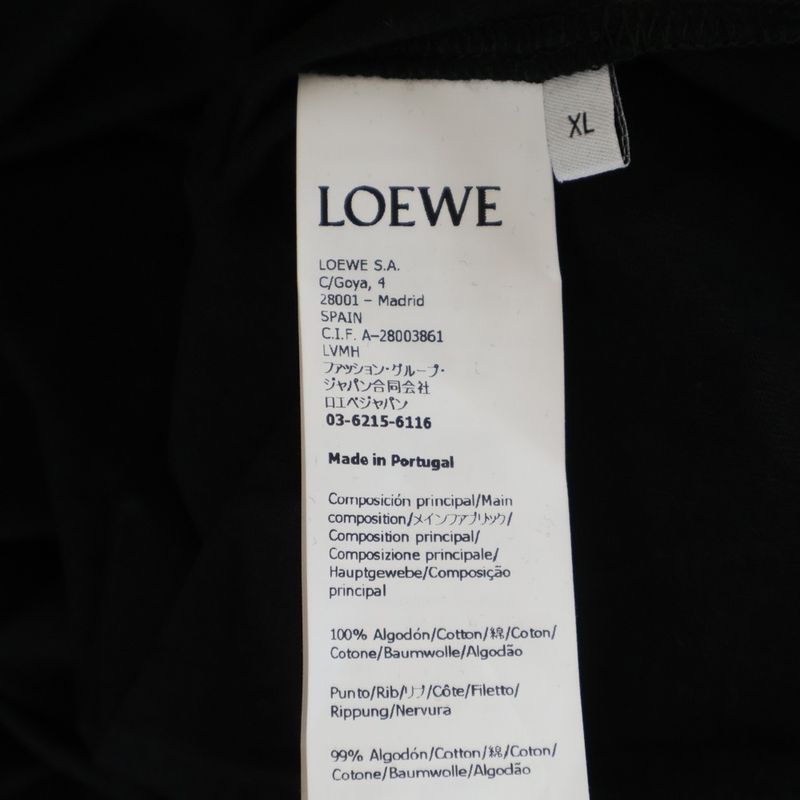 XL
LOEWE
LOEWE S.A.
C/Goya, 4
28001 - Madrid
SPAIN
C.I.F. A-28003861
LVMH
ファッション・グループ・
ジャパン合同会社
ロエベジャパン
03-6215-6116
Made in Portugal
Composición principal/Main
composition/メインファブリック/
Composition principal/
Composizione principale/
Hauptgewebe/Composição
principal
100% Algodón/Cotton/綿/Coton/
Cotone/Baumwolle/Algodão
Punto/Rib/リブ/Côte/Filetto/
Rippung/Nervura
99% Algodón/Cotton/綿/Coton/
Cotone/Baumwolle/Algodão